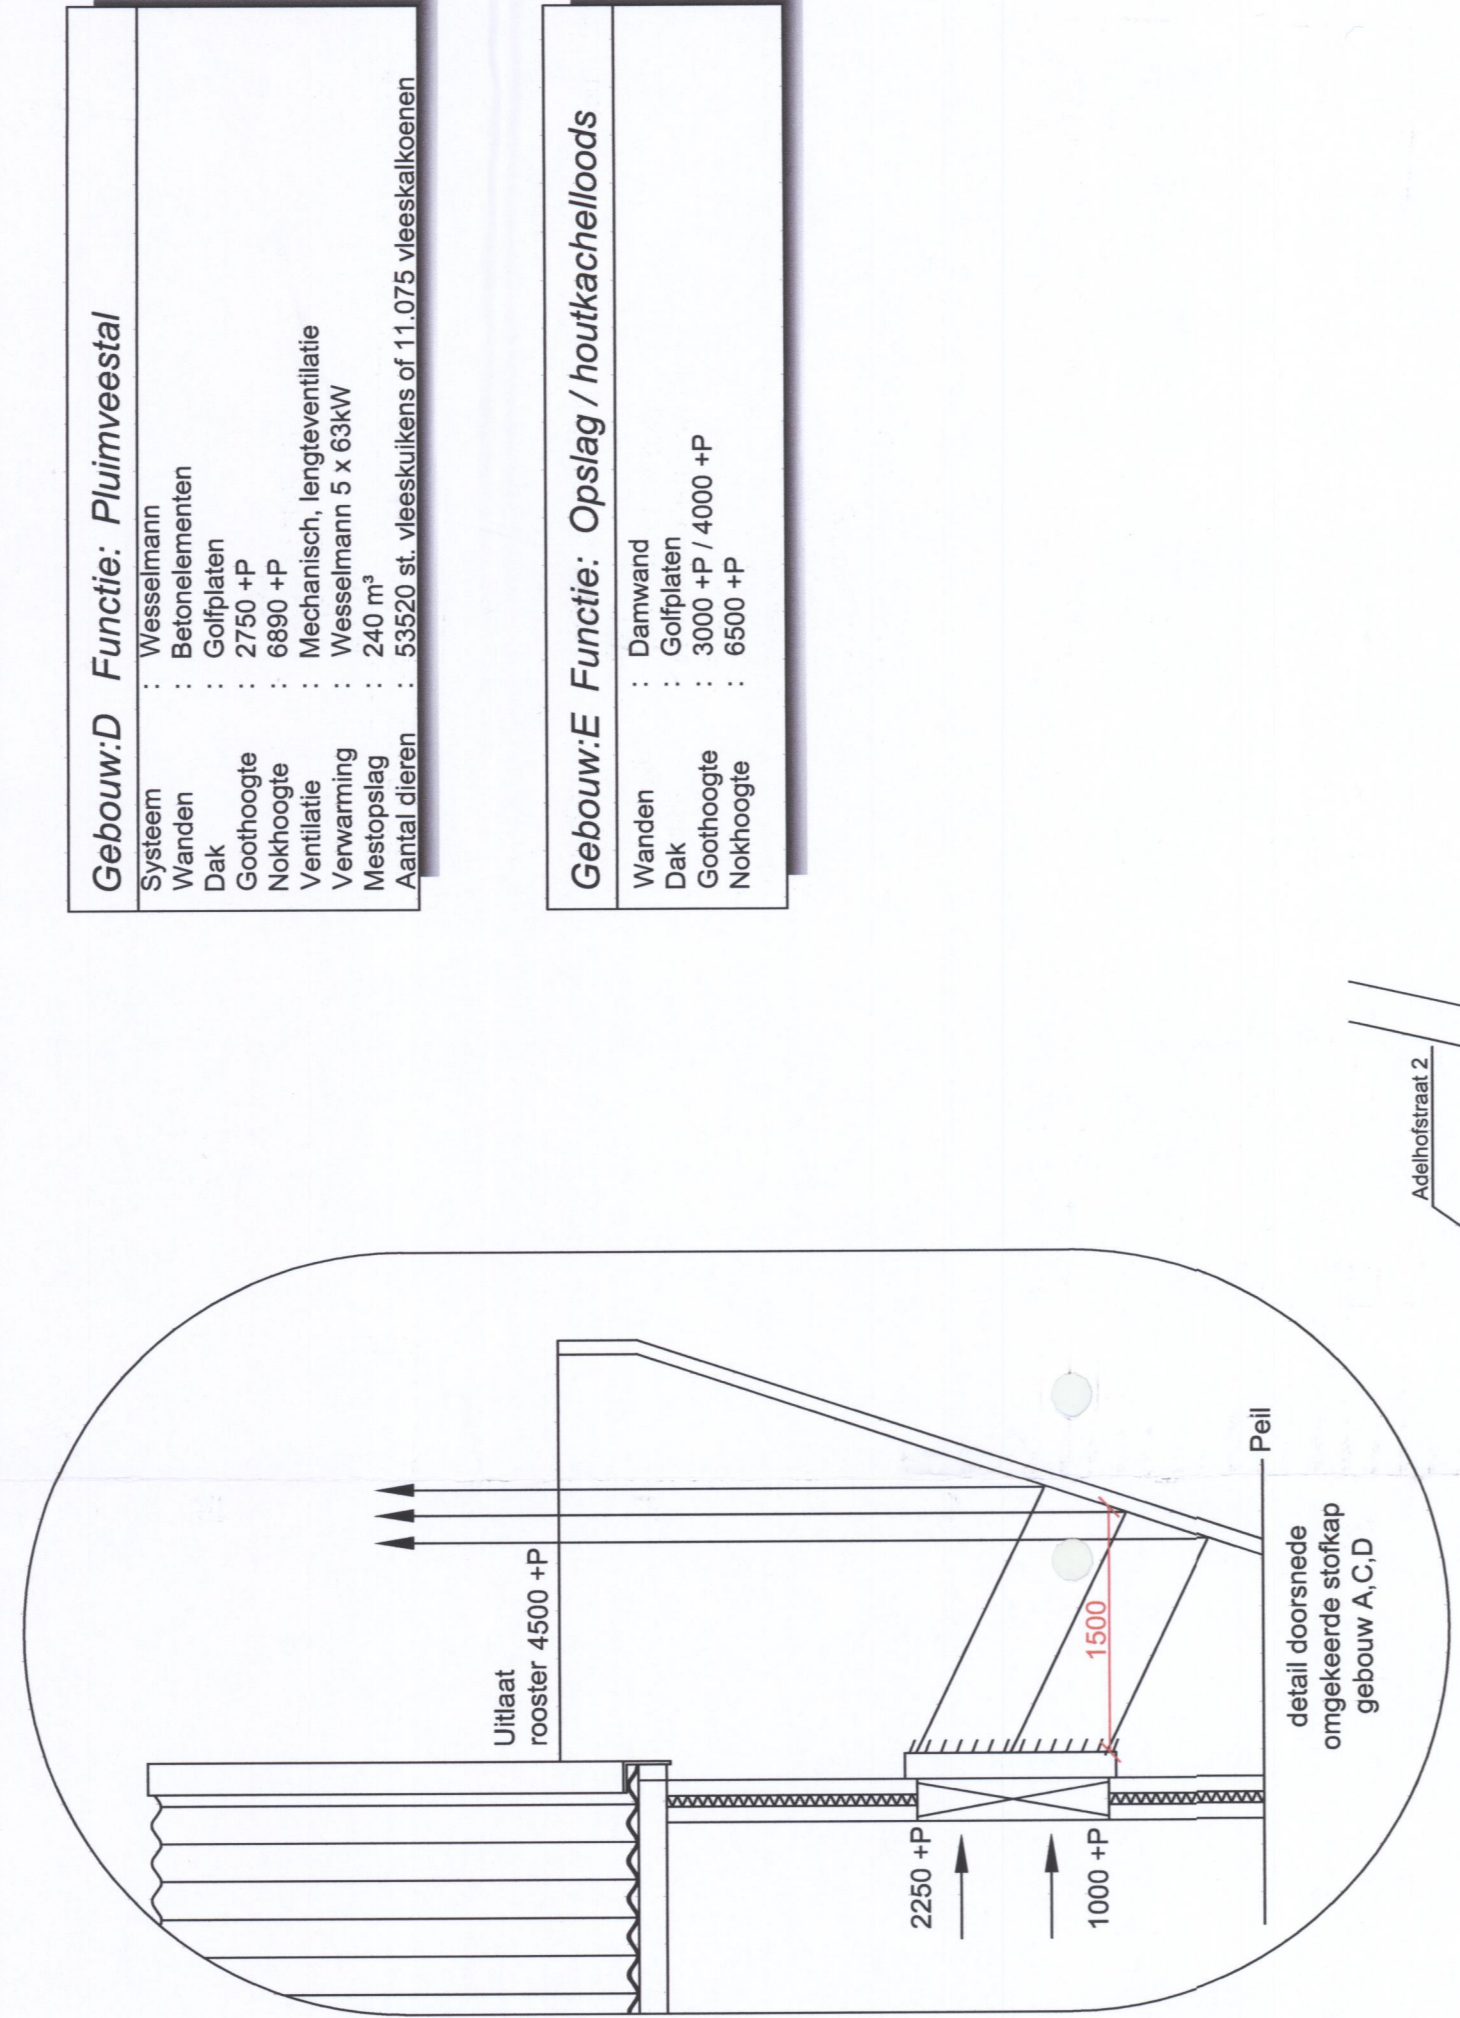 Gebouw:D Functie: Pluimveestal
Systeem : Wesselmann
Wanden : Betonelementen
Dak : Golfplaten
Goothoogte : 2750 +P
Nokhoogte : 6890 +P
Ventilatie : Mechanisch, lengteventilatie
Verwarming : Wesselmann 5 x 63kW
Mestopslag : 240 m³
Aantal dieren : 53520 st. vleeskuikens of 11.075 vleeskalkoenen
Gebouw:E Functie: Opslag / houtkachelloods
Wanden : Damwand
Dak : Golfplaten
Goothoogte : 3000 +P / 4000 +P
Nokhoogte : 6500 +P
Uitlaat
rooster 4500 +P
2250 +P
1000 +P
1500
Peil
detail doorsnede
omgekeerde stofkap
gebouw A,C,D
Adelhofstraat 2